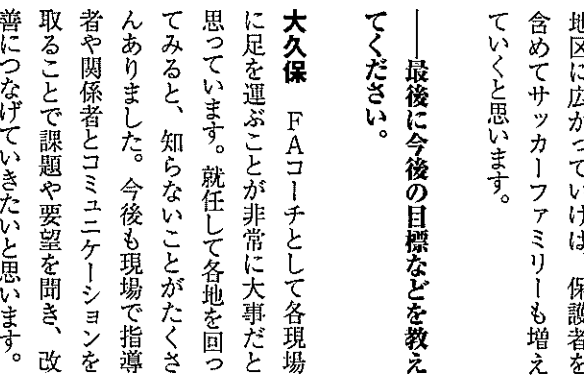 地区に広がっていけば、保護者を
含めてサッカーファミリーも増え
ていくと思います。
――最後に今後の目標などを教え
てください。
大久保　ＦＡコーチとして各現場
に足を運ぶことが非常に大事だと
思っています。就任して各地を回っ
てみると、知らないことがたくさ
んありました。今後も現場で指導
者や関係者とコミュニケーションを
取ることで課題や要望を聞き、改
善につなげていきたいと思います。